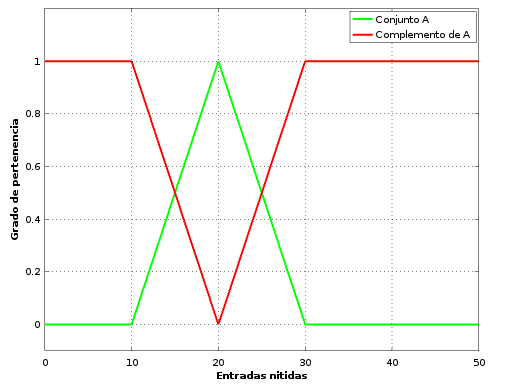 Conjunto A
Complemento de A
1
0.8
0.6
0.4
0.2
0
Grado de pertenencia
0 10 20 30 40 50
Entradas nitidas